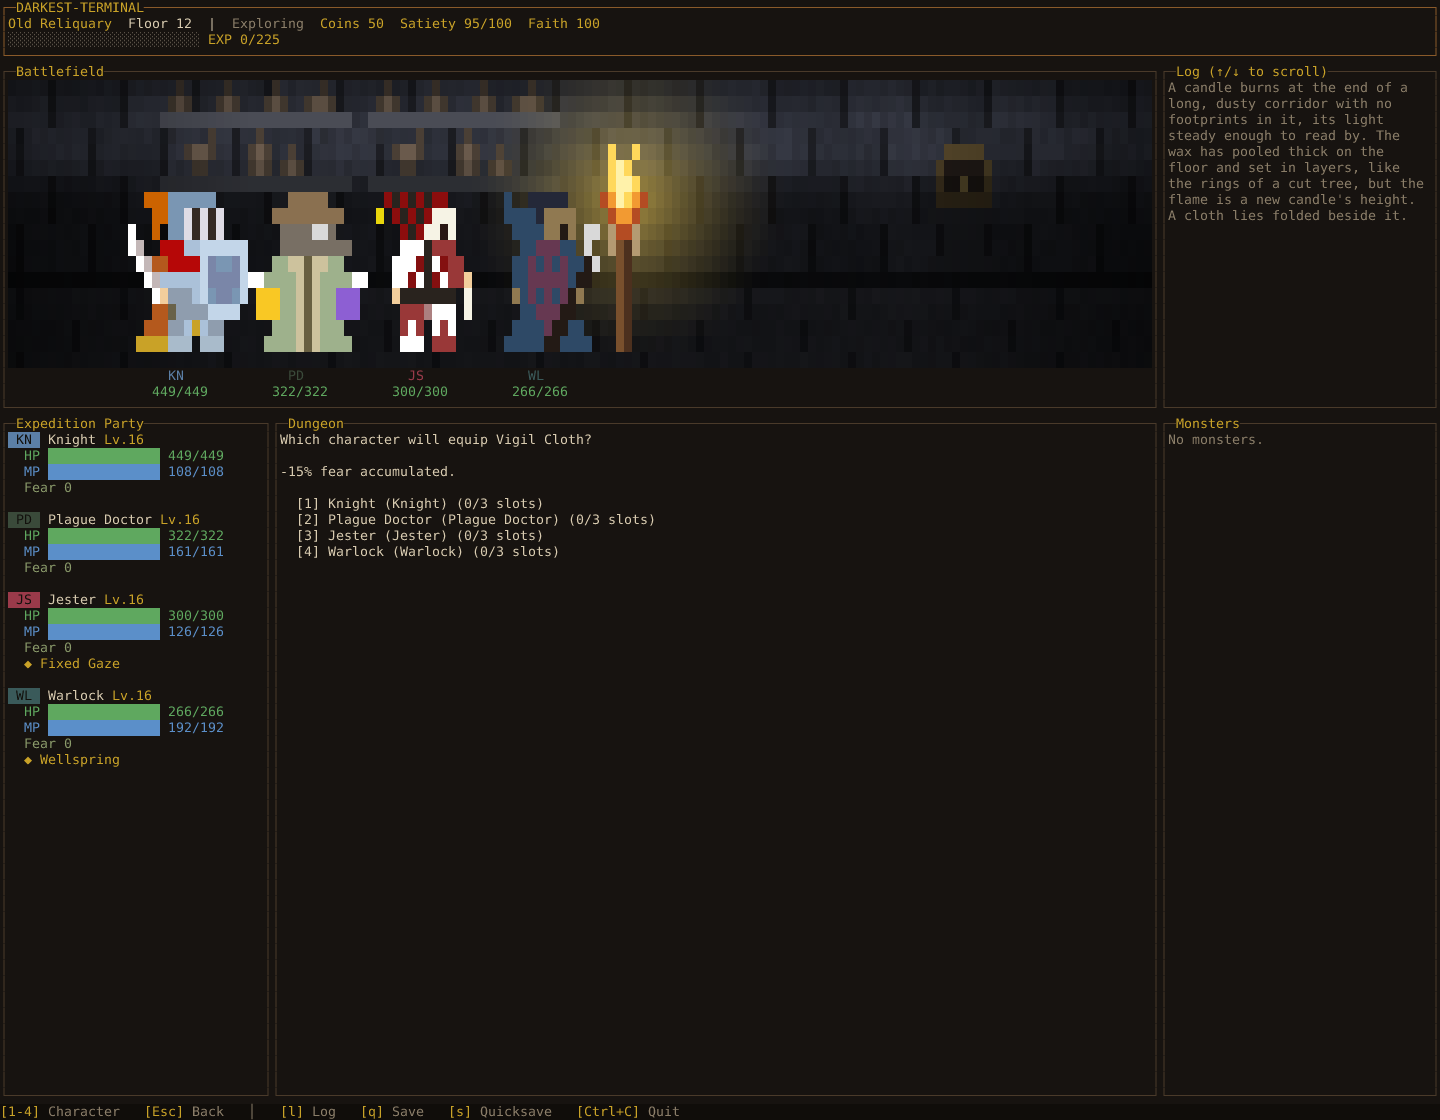 DARKEST-TERMINAL
Old Reliquary  Floor 12  |  Exploring  Coins 50  Satiety 95/100  Faith 100
EXP 0/225
Battlefield
KN PD JS WL
449/449 322/322 300/300 266/266
Log (↑/↓ to scroll)
A candle burns at the end of a
long, dusty corridor with no
footprints in it, its light
steady enough to read by. The
wax has pooled thick on the
floor and set in layers, like
the rings of a cut tree, but the
flame is a new candle's height.
A cloth lies folded beside it.
Expedition Party
KN Knight Lv.16
HP 449/449
MP 108/108
Fear 0
PD Plague Doctor Lv.16
HP 322/322
MP 161/161
Fear 0
JS Jester Lv.16
HP 300/300
MP 126/126
Fear 0
◆ Fixed Gaze
WL Warlock Lv.16
HP 266/266
MP 192/192
Fear 0
◆ Wellspring
Dungeon
Which character will equip Vigil Cloth?
-15% fear accumulated.
[1] Knight (Knight) (0/3 slots)
[2] Plague Doctor (Plague Doctor) (0/3 slots)
[3] Jester (Jester) (0/3 slots)
[4] Warlock (Warlock) (0/3 slots)
Monsters
No monsters.
[1-4] Character  [Esc] Back  |  [l] Log  [q] Save  [s] Quicksave  [Ctrl+C] Quit